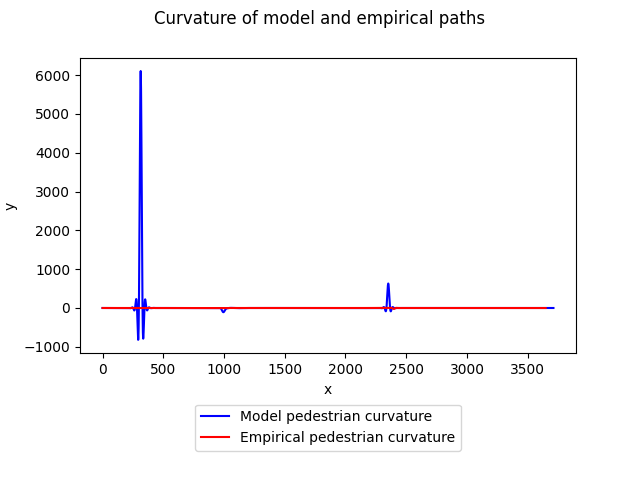 Curvature of model and empirical paths
6000
5000
4000
3000
2000
1000
0
−1000
y
0 500 1000 1500 2000 2500 3000 3500
x
Model pedestrian curvature
Empirical pedestrian curvature